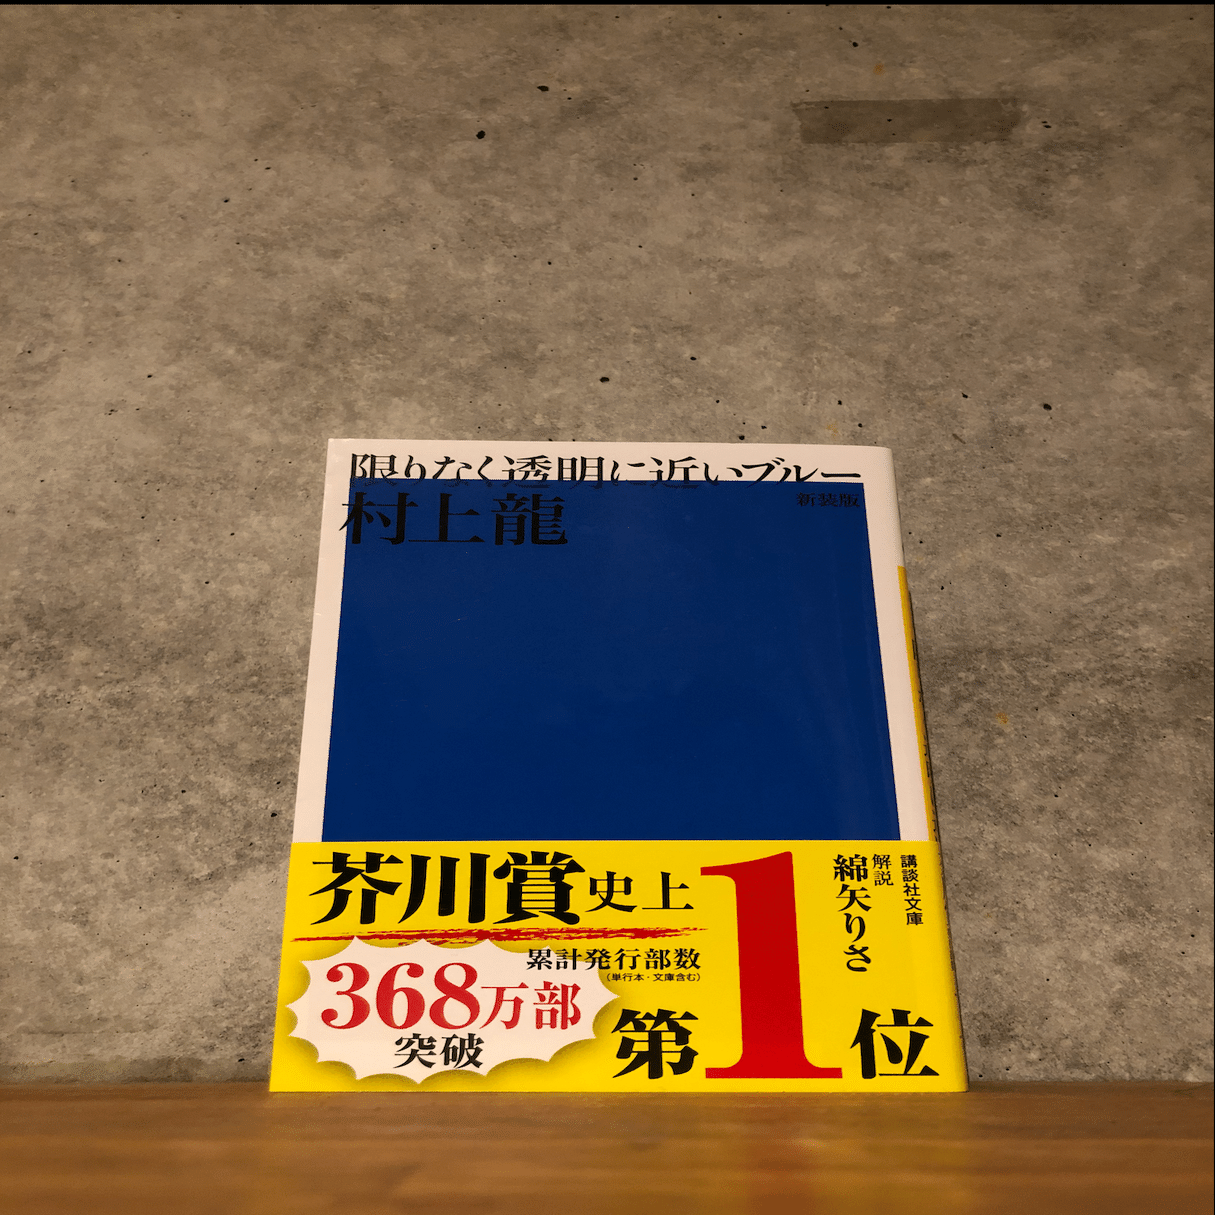 限りなく透明に近いブルー
村上龍
新装版
芥川賞史上
累計発行部数
(単行本・文庫含む)
368万部
突破
第1位
解説
綿矢りさ
講談社文庫